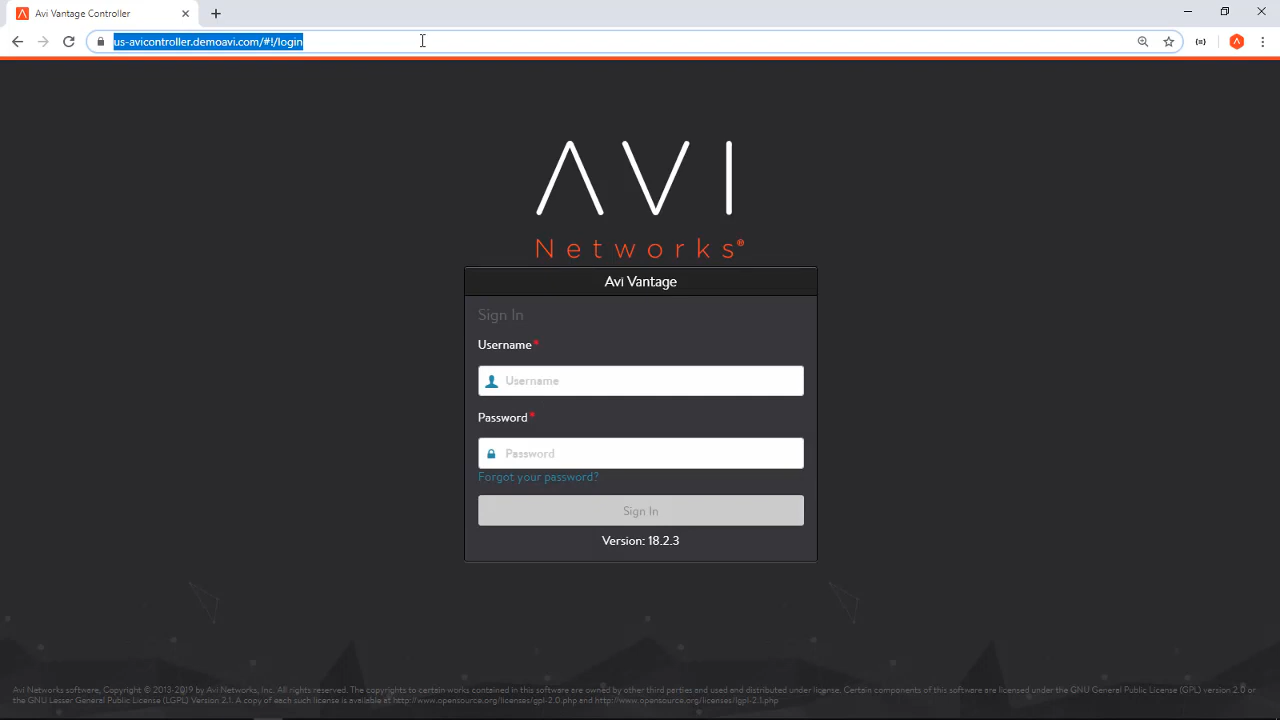 Avi Vantage Controller
us-avicontroller.demoavi.com/#!/login
AVI
Networks®
Avi Vantage
Sign In
Username*
Username
Password*
Password
Forgot your password?
Sign In
Version: 18.2.3
Avi Networks software, Copyright © 2013-2019 by Avi Networks, Inc. All rights reserved. The copyrights to certain works contained in this software are owned by other third parties and used and distributed under license. Certain components of this software are licensed under the GNU General Public License (GPL) version 2.0 or
the GNU Lesser General Public License (LGPL) Version 2.1. A copy of each such license is available at http://www.opensource.org/licenses/gpl-2.0.php and http://www.opensource.org/licenses/lgpl-2.1.php